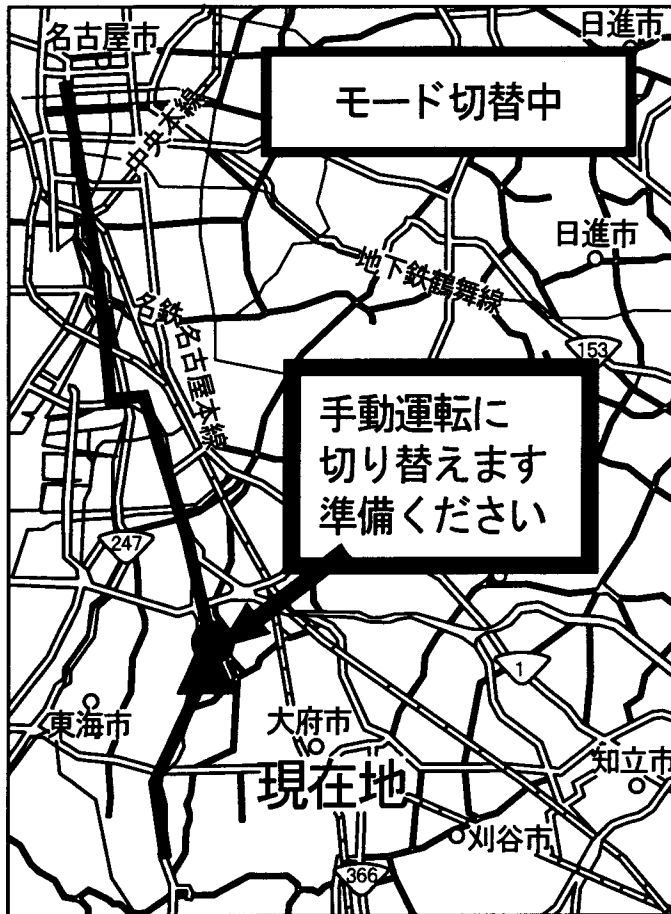 名古屋市
日進市
モード切替中
中央本線
日進市
地下鉄鶴舞線
名鉄名古屋本線
153
手動運転に
切り替えます
準備ください
247
1
東海市
大府市
現在地
知立市
刈谷市
366